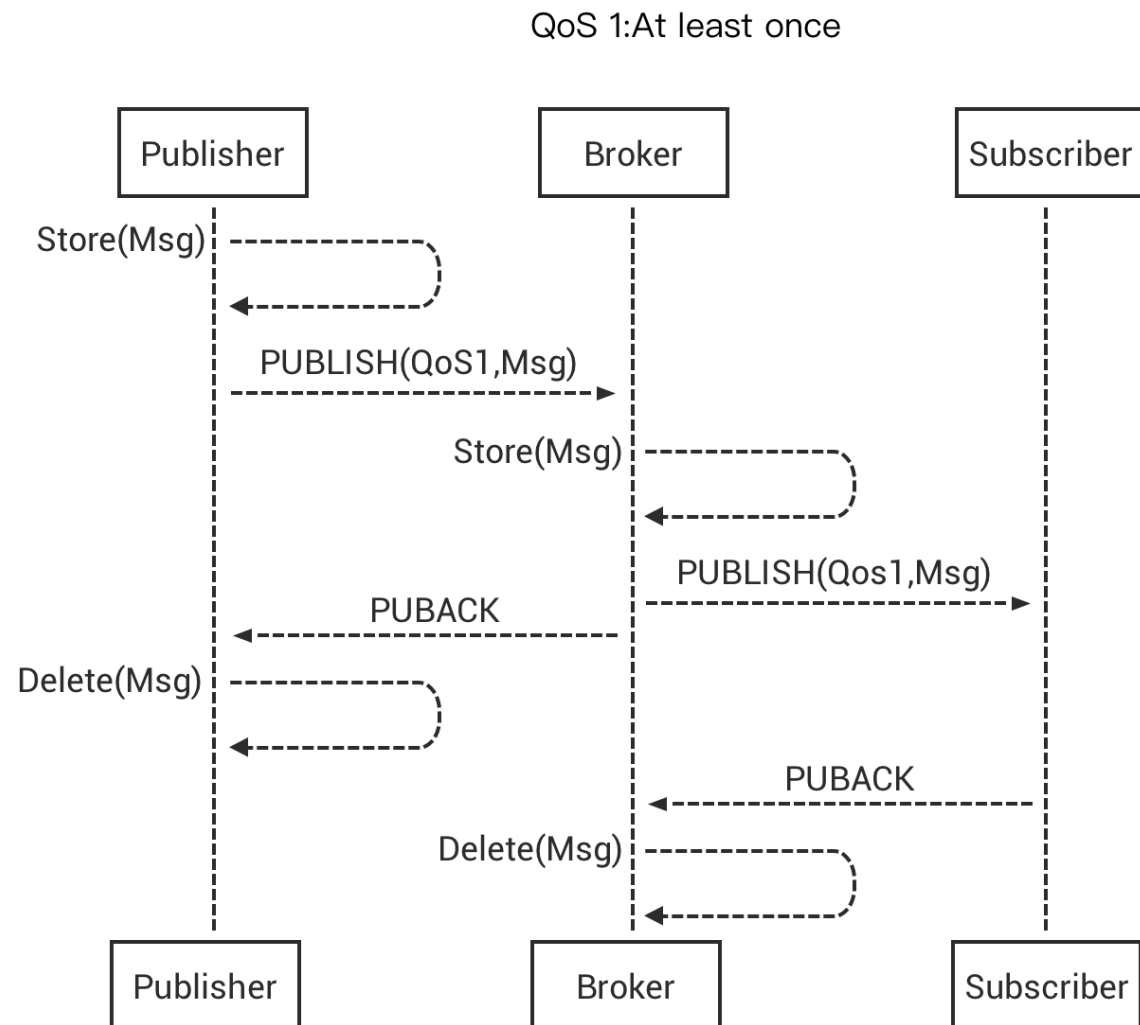 QoS 1:At least once
Publisher
Broker
Subscriber
Store(Msg)
PUBLISH(QoS1,Msg)
Store(Msg)
PUBLISH(Qos1,Msg)
PUBACK
Delete(Msg)
PUBACK
Delete(Msg)
Publisher
Broker
Subscriber